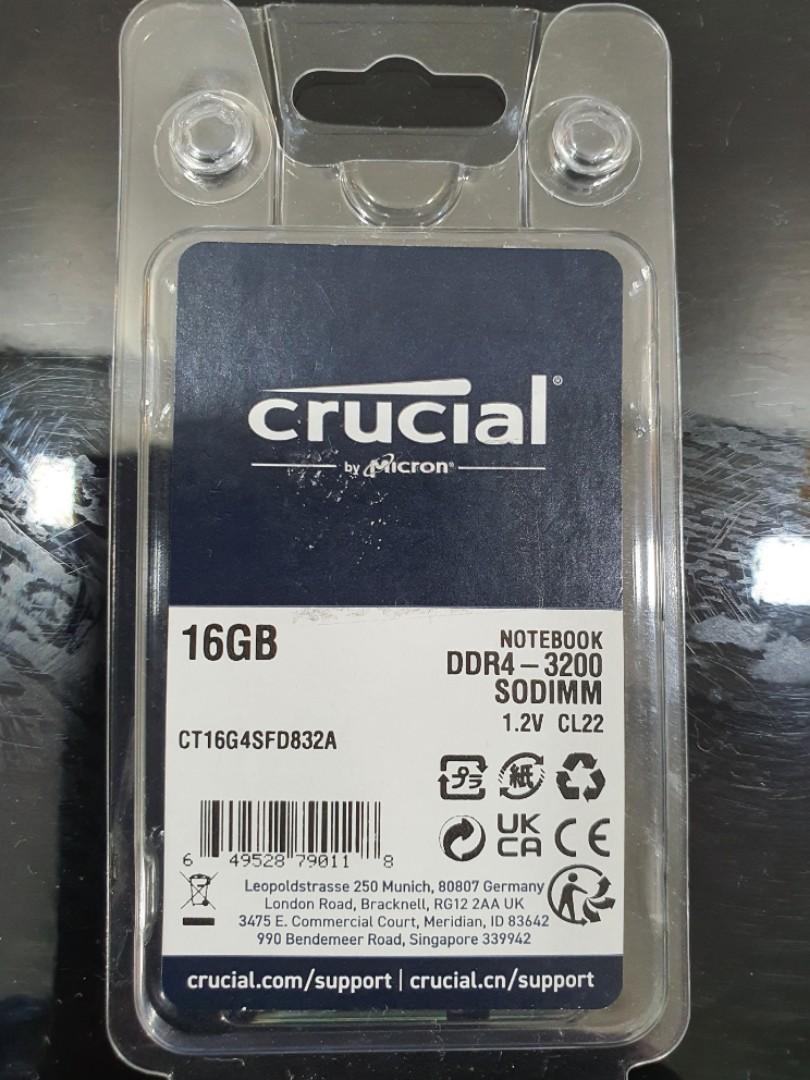 crucial®
by Micron®
16GB
NOTEBOOK
DDR4-3200
SODIMM
1.2V CL22
CT16G4SFD832A
プラ
紙
UK
CA
CE
6 49528 79011 8
Leopoldstrasse 250 Munich, 80807 Germany
London Road, Bracknell, RG12 2AA UK
3475 E. Commercial Court, Meridian, ID 83642
990 Bendemeer Road, Singapore 339942
crucial.com/support | crucial.cn/support